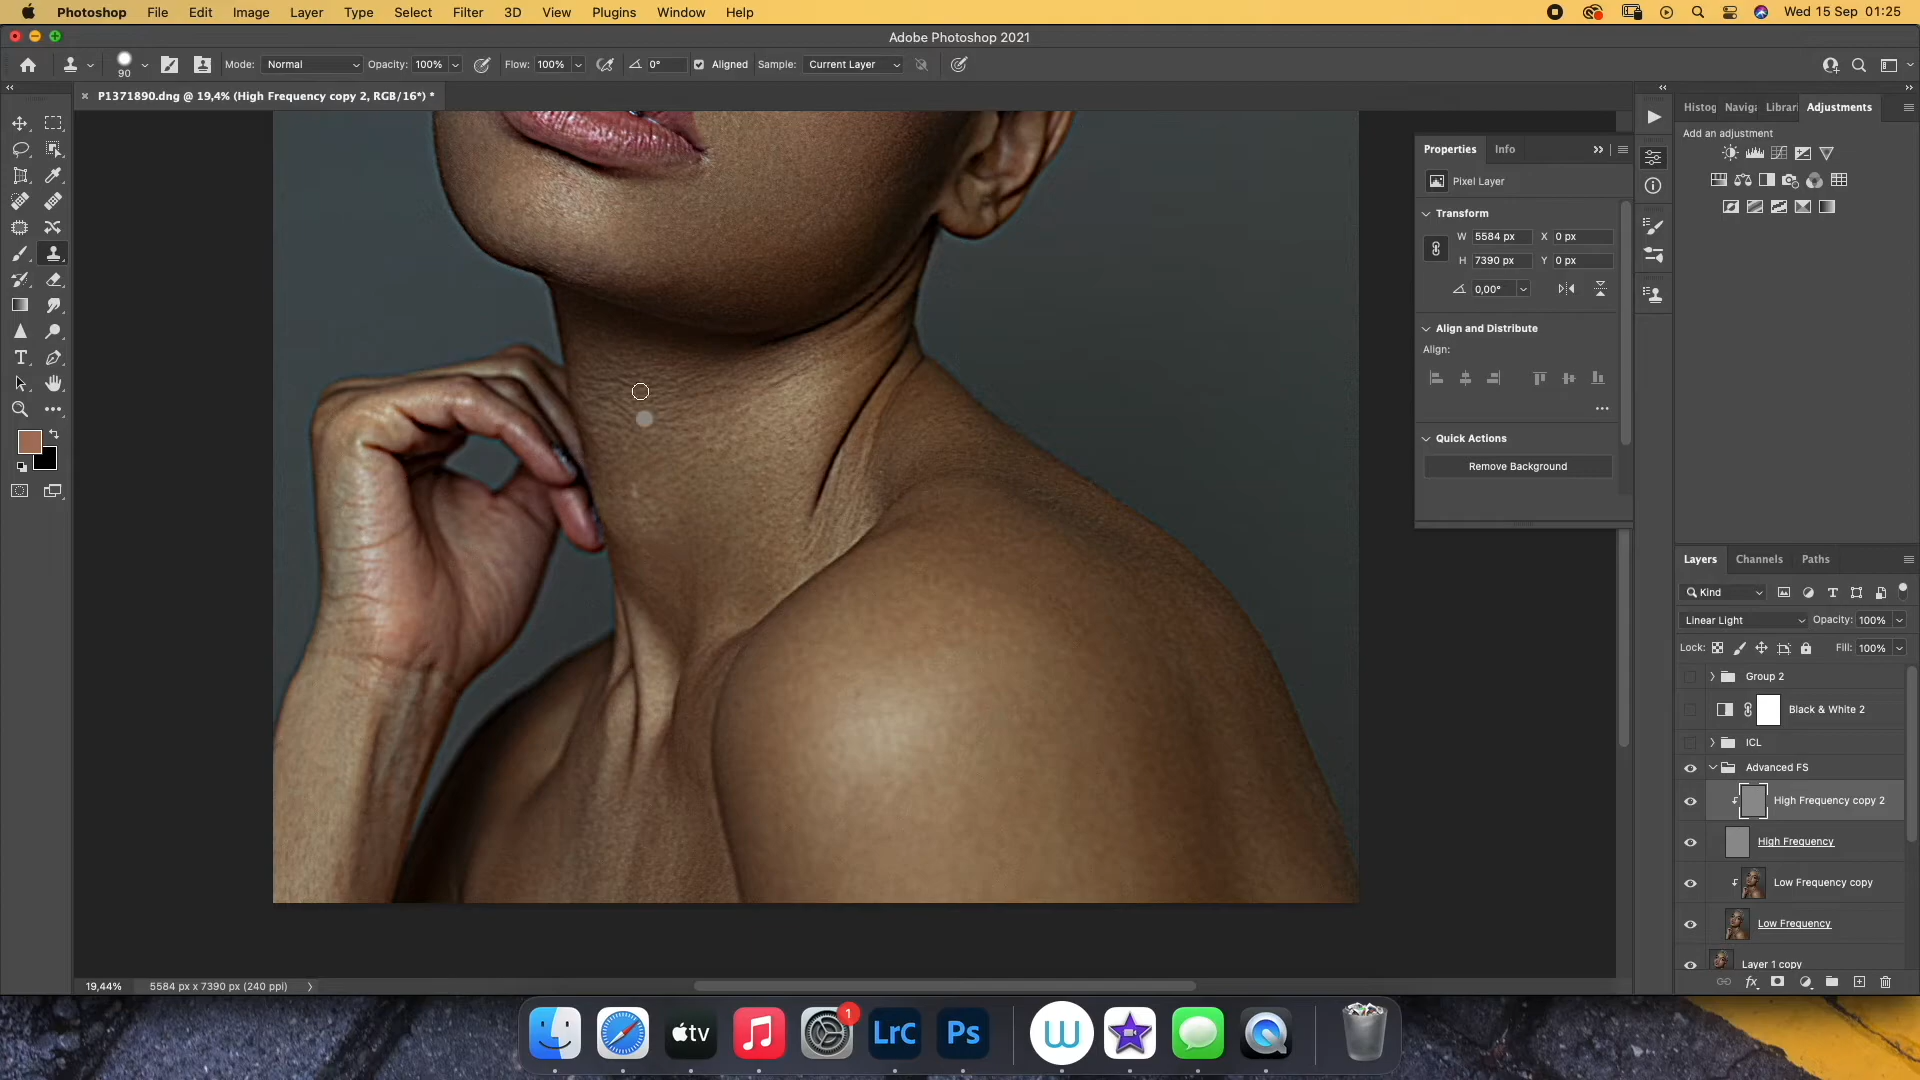 Photoshop File Edit Image Layer Type Select Filter 3D View Plugins Window Help Wed 15 Sep 01:25
Adobe Photoshop 2021
90 Mode: Normal Opacity: 100% Flow: 100% 0° Aligned Sample: Current Layer
P1371890.dng @ 19,4% (High Frequency copy 2, RGB/16*) *
Histog Naviga Librari Adjustments
Add an adjustment
Properties Info
Pixel Layer
Transform
W 5584 px X 0 px
H 7390 px Y 0 px
0,00°
Align and Distribute
Align:
Quick Actions
Remove Background
Layers Channels Paths
Kind
Linear Light Opacity: 100%
Lock: Fill: 100%
Group 2
Black & White 2
ICL
Advanced FS
High Frequency copy 2
High Frequency
Low Frequency copy
Low Frequency
Layer 1 copy
19,44% 5584 px x 7390 px (240 ppi)
tv 1 LrC Ps